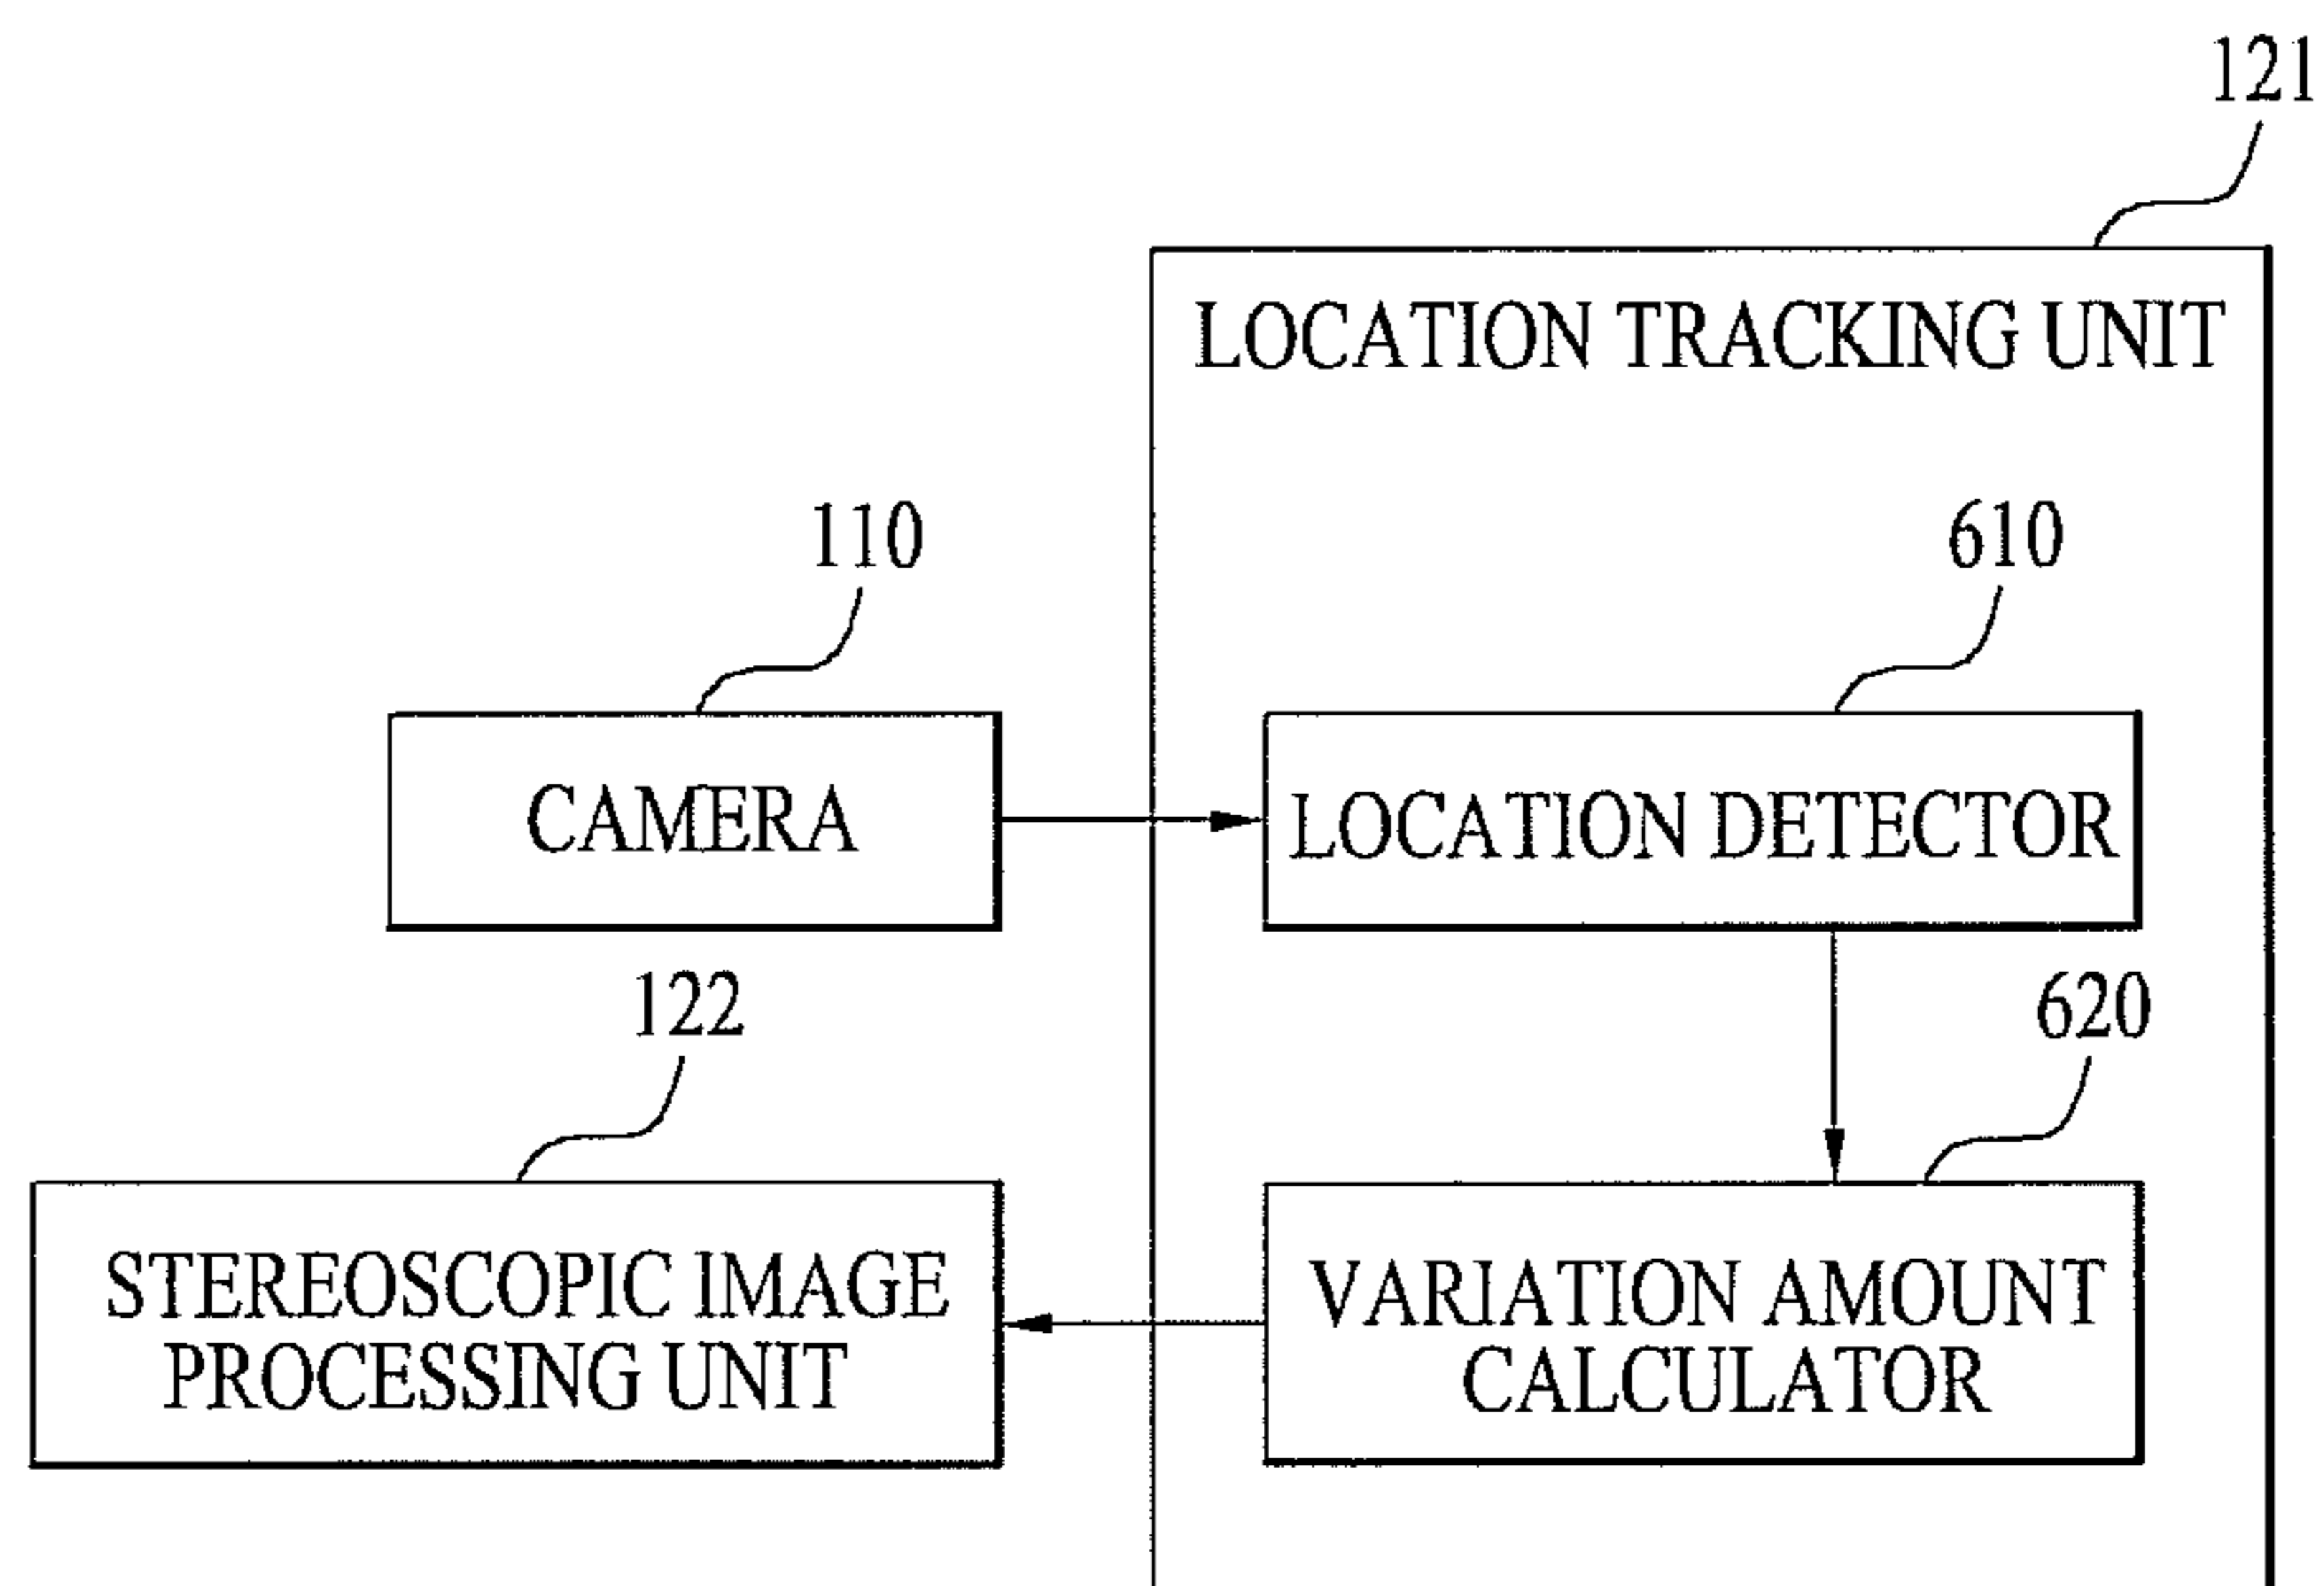 121
LOCATION TRACKING UNIT
110
610
CAMERA
LOCATION DETECTOR
122
620
STEREOSCOPIC IMAGE
PROCESSING UNIT
VARIATION AMOUNT
CALCULATOR